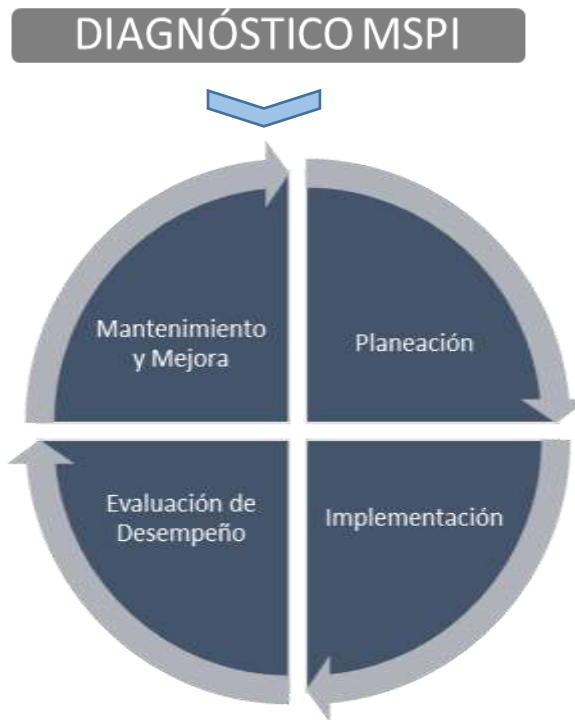 DIAGNÓSTICO MSPI
Mantenimiento
y Mejora
Planeación
Evaluación de
Desempeño
Implementación